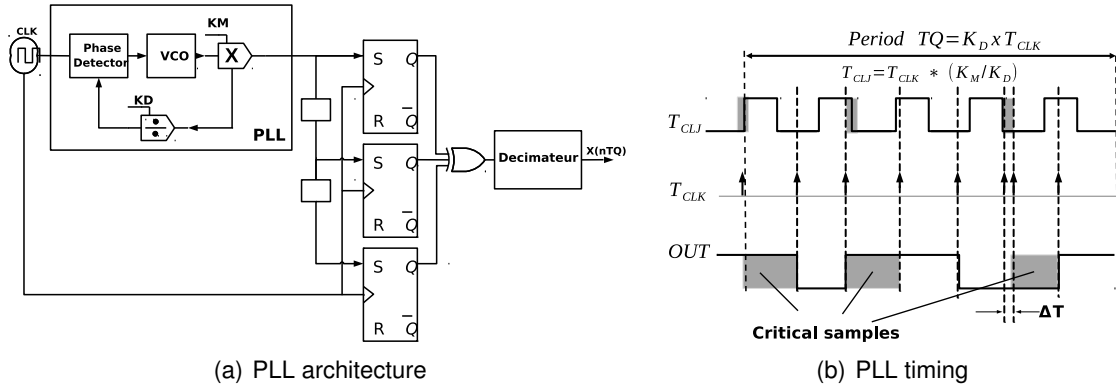 CLK
KM
Phase
Detector
VCO
X
KD
÷
PLL
S Q
R Q̅
S Q
R Q̅
S Q
R Q̅
Decimateur
X(nTQ)
(a) PLL architecture
Period TQ=K_D x T_CLK
T_CLJ=T_CLK * (K_M/K_D)
T_CLJ
T_CLK
OUT
ΔT
Critical samples
(b) PLL timing